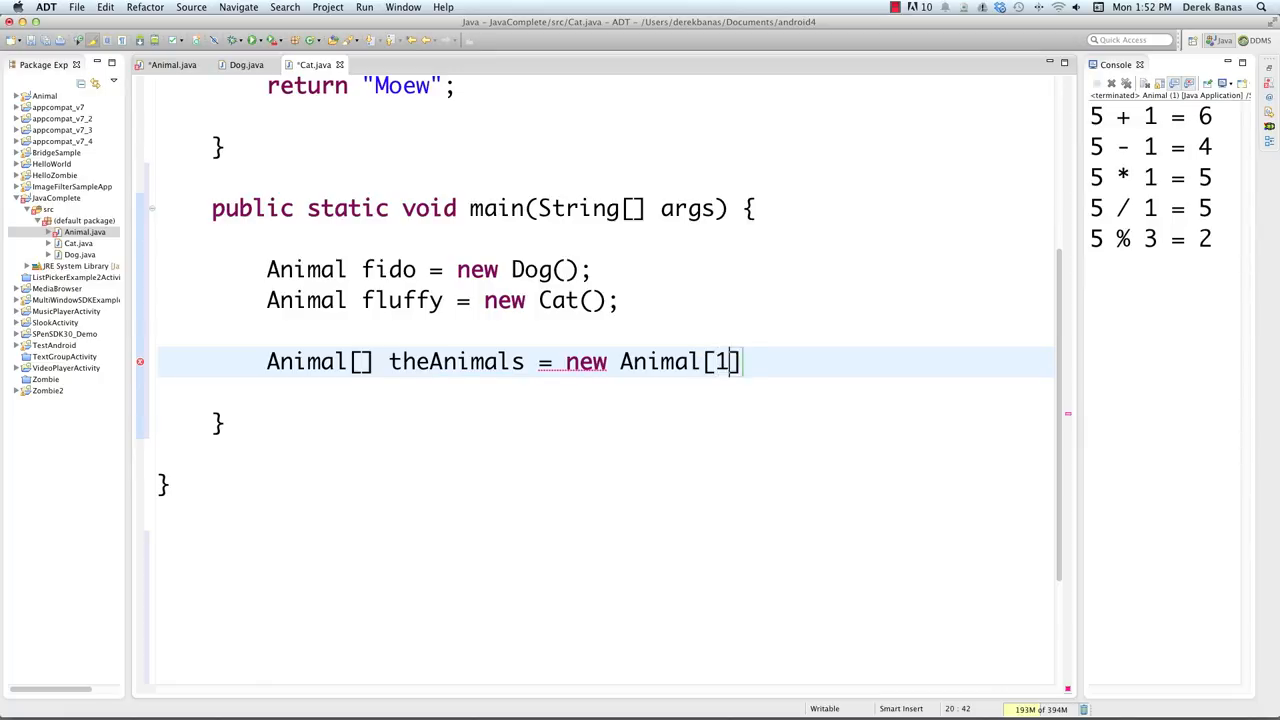 ADT File Edit Refactor Source Navigate Search Project Run Window Help 10 Mon 1:52 PM Derek Banas
Java - JavaComplete/src/Cat.java - ADT - /Users/derekbanas/Documents/android4
Quick Access Java DDMS
Package Exp
*Animal.java Dog.java *Cat.java
Console
Animal
appcompat_v7
appcompat_v7_2
appcompat_v7_3
appcompat_v7_4
BridgeSample
HelloWorld
HelloZombie
ImageFilterSampleApp
JavaComplete
src
(default package)
Animal.java
Cat.java
Dog.java
JRE System Library [Ja
ListPickerExample2Activi
MediaBrowser
MultiWindowSDKExample
MusicPlayerActivity
SlookActivity
SPenSDK30_Demo
TestAndroid
TextGroupActivity
VideoPlayerActivity
Zombie
Zombie2
return "Moew";
}
public static void main(String[] args) {
Animal fido = new Dog();
Animal fluffy = new Cat();
Animal[] theAnimals = new Animal[1]
}
}
<terminated> Animal (1) [Java Application] /S
5 + 1 = 6
5 - 1 = 4
5 * 1 = 5
5 / 1 = 5
5 % 3 = 2
Writable Smart Insert 20 : 42 193M of 394M